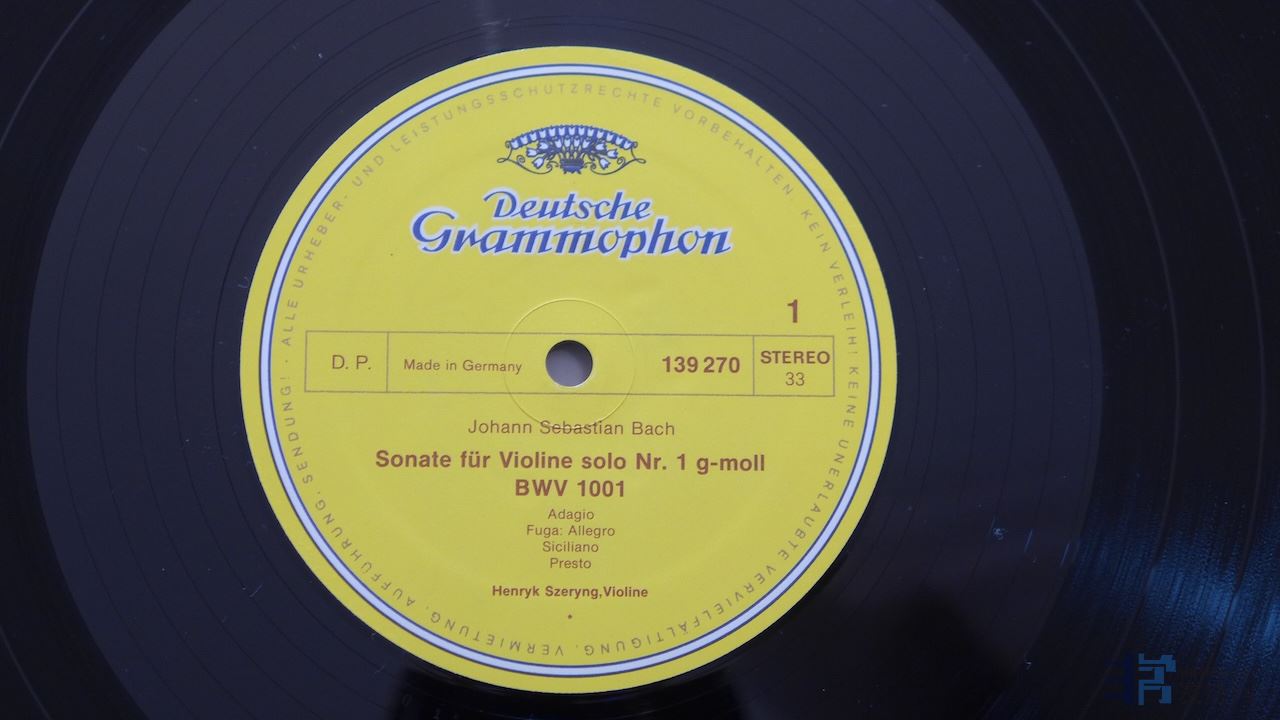 ALLE URHEBER- UND LEISTUNGSSCHUTZRECHTE VORBEHALTEN. KEIN VERLEIH! KEINE UNERLAUBTE VERVIELFÄLTIGUNG, VERMIETUNG, AUFFÜHRUNG, SENDUNG! ·
Deutsche
Grammophon
1
D. P.
Made in Germany
139 270
STEREO
33
Johann Sebastian Bach
Sonate für Violine solo Nr. 1 g-moll
BWV 1001
Adagio
Fuga: Allegro
Siciliano
Presto
Henryk Szeryng,Violine
*